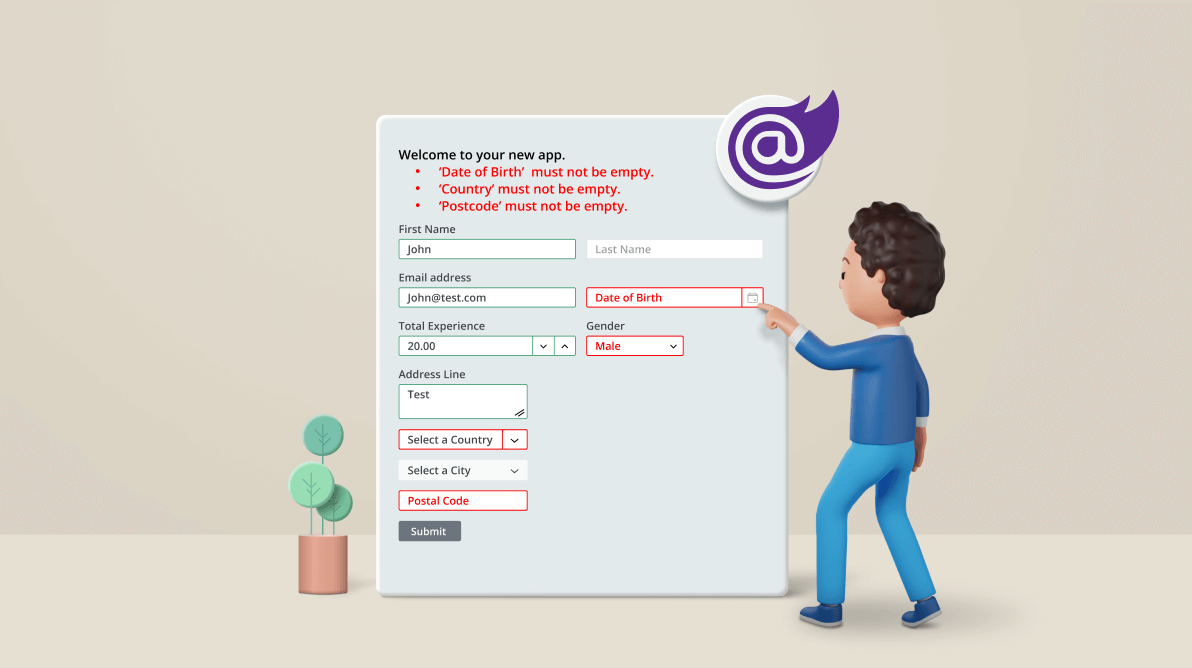 Welcome to your new app.
• ‘Date of Birth’ must not be empty.
• ‘Country’ must not be empty.
• ‘Postcode’ must not be empty.
First Name
John
Last Name
Email address
John@test.com
Date of Birth
Total Experience
Gender
20.00
Male
Address Line
Test
Select a Country
Select a City
Postal Code
Submit
@